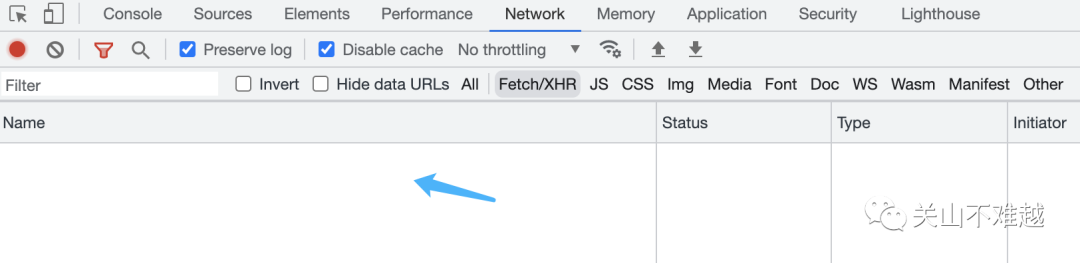 Console Sources Elements Performance Network Memory Application Security Lighthouse
Preserve log Disable cache No throttling
Filter Invert Hide data URLs All Fetch/XHR JS CSS Img Media Font Doc WS Wasm Manifest Other
Name Status Type Initiator
关山不难越